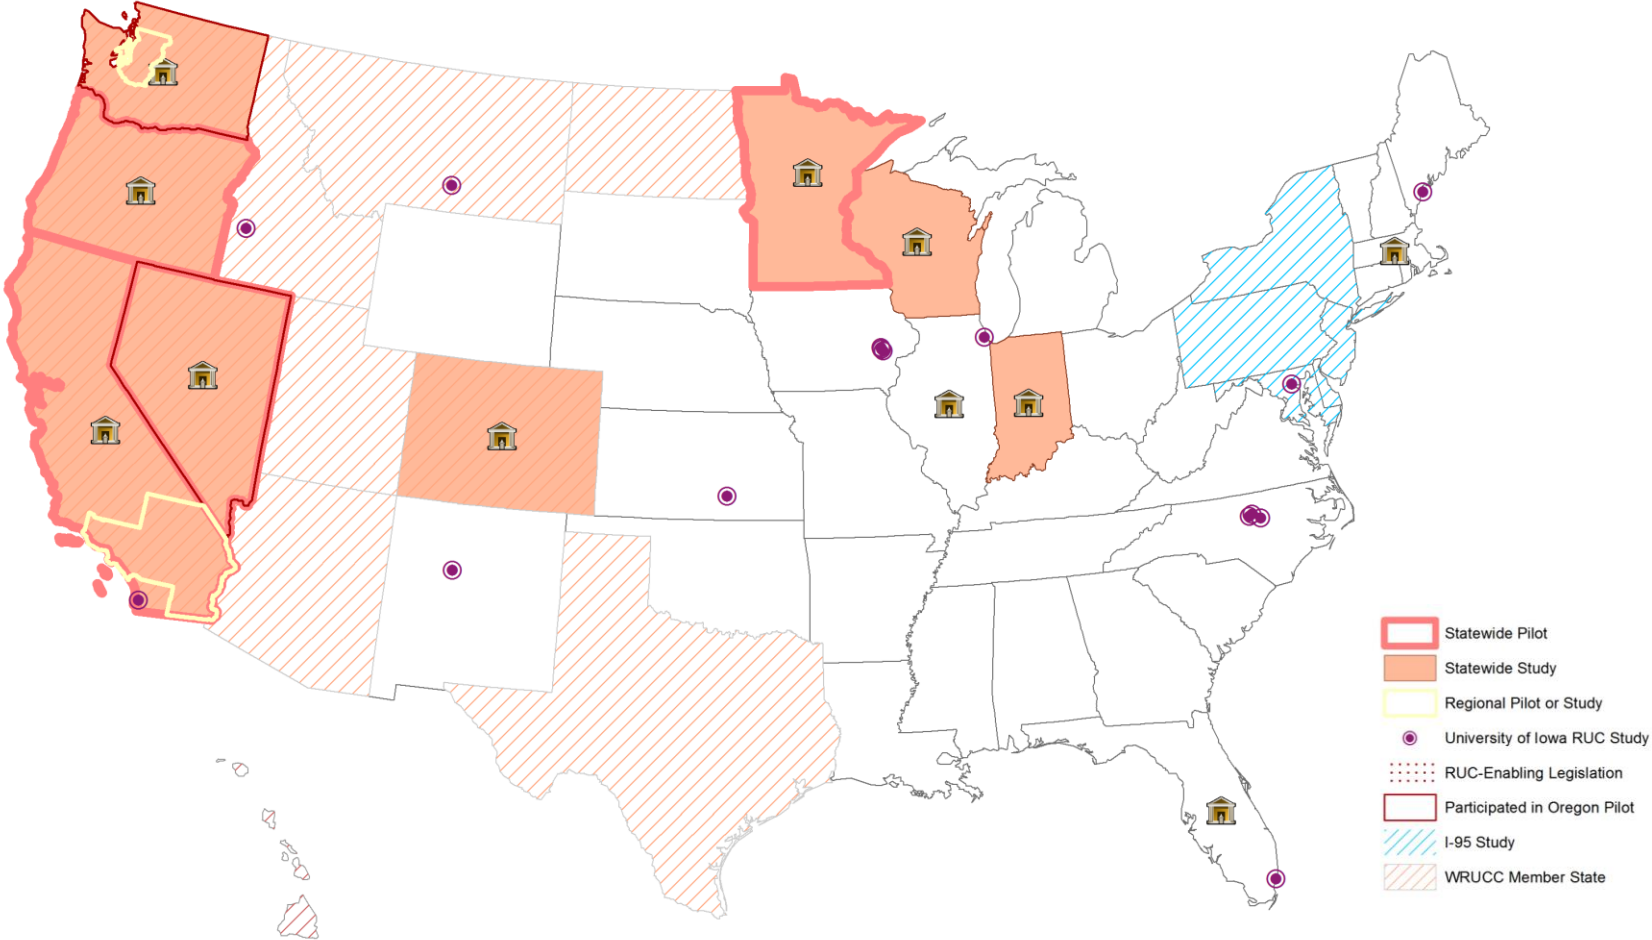 Statewide Pilot
Statewide Study
Regional Pilot or Study
University of Iowa RUC Study
RUC-Enabling Legislation
Participated in Oregon Pilot
I-95 Study
WRUCC Member State